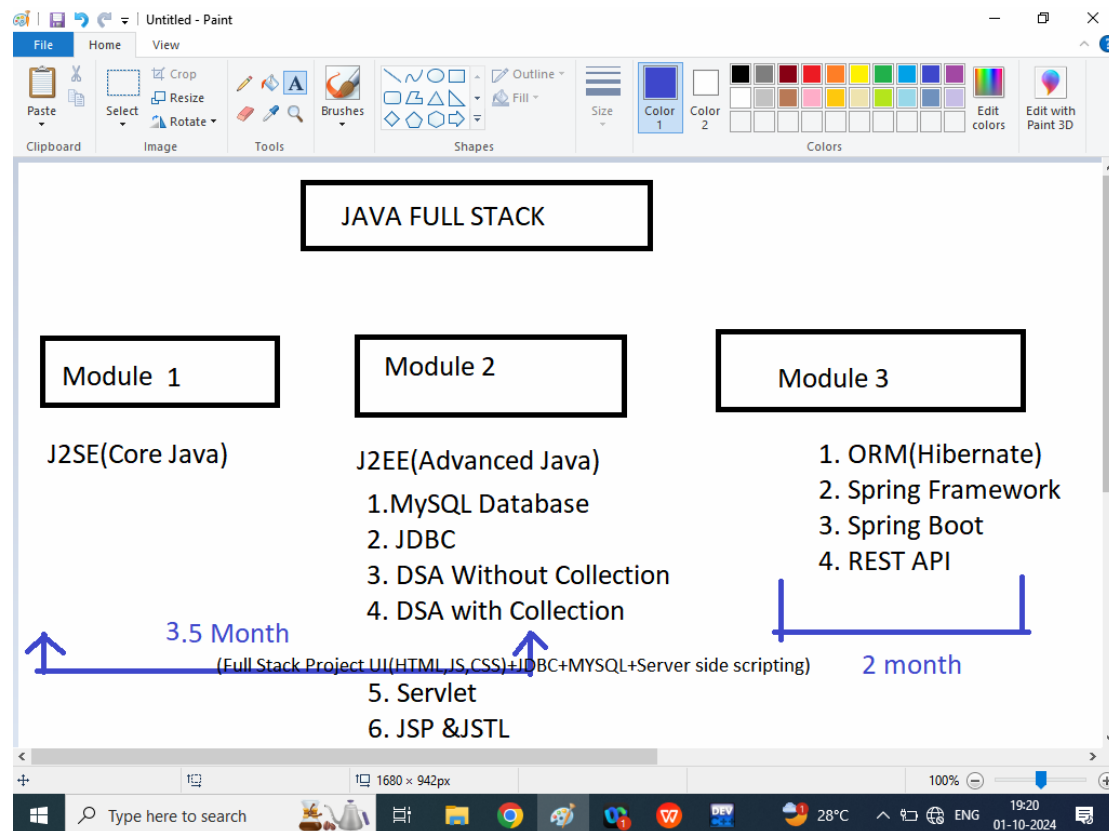 Untitled - Paint
File Home View
Paste
Select
Crop
Resize
Rotate
Brushes
Outline
Fill
Size
Color 1
Color 2
Edit colors
Edit with Paint 3D
Clipboard Image Tools Shapes Colors
JAVA FULL STACK
Module 1
Module 2
Module 3
J2SE(Core Java)
J2EE(Advanced Java)
1.MySQL Database
2. JDBC
3. DSA Without Collection
4. DSA with Collection
3.5 Month
(Full Stack Project UI(HTML,JS,CSS)+JDBC+MYSQL+Server side scripting)
5. Servlet
6. JSP &JSTL
1. ORM(Hibernate)
2. Spring Framework
3. Spring Boot
4. REST API
2 month
1680 × 942px
100%
Type here to search
DEV
1
1
28°C
ENG
19:20
01-10-2024